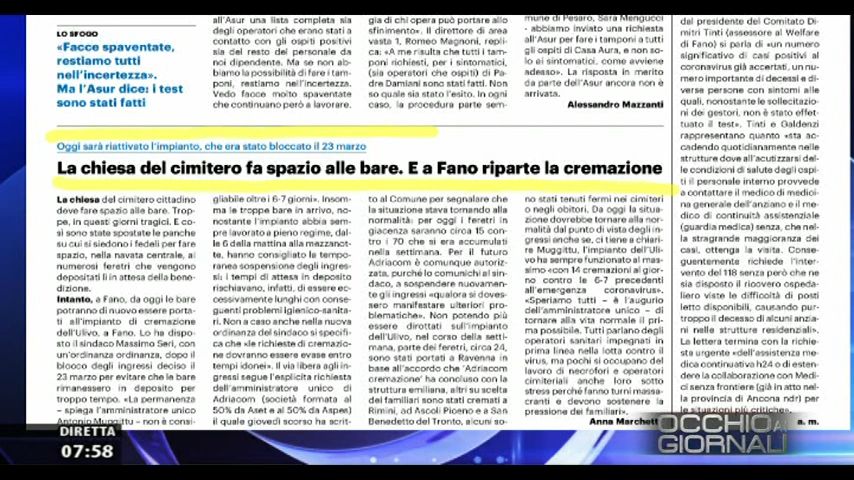 LO SFOGO
«Facce spaventate,
restiamo tutti
nell'incertezza».
Ma l'Asur dice: i test
sono stati fatti
all'Asur una lista completa sia
degli operatori che erano stati a
contatto con gli ospiti positivi
sia del resto del personale da
noi dipendente. Ma se non ab-
biamo la possibilità di fare i tam-
poni, restiamo nell'incertezza.
Vedo facce molto spaventate
che continuano però a lavorare.
gia di chi opera può portare allo
sfinimento». Il direttore di area
vasta 1, Romeo Magnoni, repli-
ca: «A me risulta che tutti i tam-
poni richiesti, per i sintomatici,
(sia operatori che ospiti) di Pa-
dre Damiani sono stati fatti. Non
so quale sia stato l'esito. In ogni
caso, la procedura parte sem-
mune di Pesaro, Sara Mengucci
- abbiamo inviato una richiesta
all'Asur per fare i tamponi a tutti
gli ospiti di Casa Aura, e non so-
lo ai sintomatici, come avviene
adesso». La risposta in merito
da parte dell'Asur ancora non è
arrivata.
Alessandro Mazzanti
Oggi sarà riattivato l'impianto, che era stato bloccato il 23 marzo
La chiesa del cimitero fa spazio alle bare. E a Fano riparte la cremazione
La chiesa del cimitero cittadino
deve fare spazio alle bare. Trop-
pe, in questi giorni tragici. E co-
sì sono state spostate le panche
su cui si siedono i fedeli per fare
spazio, nella navata centrale, ai
numerosi feretri che vengono
depositati lì in attesa della bene-
dizione.
Intanto, a Fano, da oggi le bare
potranno di nuovo essere porta-
ti all'impianto di cremazione
dell'Ulivo, a Fano. Lo ha dispo-
sto il sindaco Massimo Seri, con
un'ordinanza ordinanza, dopo il
blocco degli ingressi deciso il
23 marzo per evitare che le bare
rimanessero in deposito per
troppo tempo. «La permanenza
– spiega l'amministratore unico
Antonio Muggittu – non è consi-
gliabile oltre i 6-7 giorni». Insom-
ma le troppe bare in arrivo, no-
nostante l'impianto abbia sem-
pre lavorato a pieno regime, dal-
le 6 della mattina alla mezzanot-
te, hanno consigliato la tempo-
ranea sospensione degli ingres-
si: i tempi di attesa in deposito
rischiavano, infatti, di essere ec-
cessivamente lunghi con conse-
guenti problemi igienico-sanita-
ri. Non a caso anche nella nuova
ordinanza del sindaco si specifi-
ca che «le richieste di cremazio-
ne dovranno essere evase entro
tempi idonei». Il via libera agli in-
gressi segue l'esplicita richiesta
dell'amministratore unico di
Adriacom (società formata al
50% da Aset e al 50% da Aspes)
il quale giovedì scorso ha scrit-
to al Comune per segnalare che
la situazione stava tornando alla
normalità: per oggi i feretri in
giacenza saranno circa 15 con-
tro i 70 che si era accumulati
nella settimana. Per il futuro
Adriacom è comunque autoriz-
zata, purché lo comunichi al sin-
daco, a sospendere nuovamen-
te gli ingressi «qualora si doves-
sero manifestare ulteriori pro-
blematiche». Non potendo più
essere dirottati sull'impianto
dell'Ulivo, nel corso della setti-
mana, parte dei feretri, circa 24,
sono stati portati a Ravenna in
base all'accordo che 'Adriacom
cremazione' ha concluso con la
struttura emiliana, altri su scelta
dei familiari sono stati cremati a
Rimini, ad Ascoli Piceno e a San
Benedetto del Tronto, alcuni so-
no stati tenuti fermi nei cimiteri
o negli obitori. Da oggi la situa-
zione dovrebbe tornare alla nor-
malità dal punto di vista degli in-
gressi anche se, ci tiene a chiari-
re Muggittu, l'impianto dell'Uli-
vo ha sempre funzionato al mas-
simo «con 14 cremazioni al gior-
no contro le 6-7 precedenti
all'emergenza coronavirus»,
«Speriamo tutti – è l'augurio
dell'amministratore unico – di
tornare alla vita normale il pri-
ma possibile. Tutti parlano degli
operatori sanitari impegnati in
prima linea nella lotta contro il
virus, ma pochi si occupano del
lavoro di necrofori e operatori
cimiteriali anche loro sotto
stress perché fanno turni massa-
cranti e devono sostenere la
pressione dei familiari».
Anna Marchetti
dal presidente del Comitato Di-
mitri Tinti (assessore al Welfare
di Fano) si parla di «un numero
significativo di casi positivi al
coronavirus già accertati, un nu-
mero importante di decessi e di
diverse persone con sintomi alle
quali, nonostante le sollecitazio-
ni dei gestori, non è stato effet-
tuato il test». Tinti e Galdenzi
rappresentano quanto «sta ac-
cadendo quotidianamente nelle
strutture dove all'acutizzarsi del-
le condizioni di salute degli ospi-
ti il personale interno provvede
a contattare il medico di medici-
na generale dell'anziano e il me-
dico di continuità assistenziale
(guardia medica) senza, che nel-
la stragrande maggioranza dei
casi, ottenga la visita. Conse-
guentemente richiede l'inter-
vento del 118 senza però che ne
sia disposto il ricovero ospeda-
liero viste le difficoltà di posti
letto disponibili, causando pur-
troppo il decesso di alcuni anzia-
ni nelle strutture residenziali».
La lettera termina con la richie-
sta urgente «dell'assistenza me-
dica continuativa h24 o di esten-
dere la collaborazione con Medi-
ci senza frontiere (già in atto nel-
la provincia di Ancona ndr) per
le situazioni più critiche».
a. m.
DIRETTA
07:58
OCCHIO AI
GIORNALI